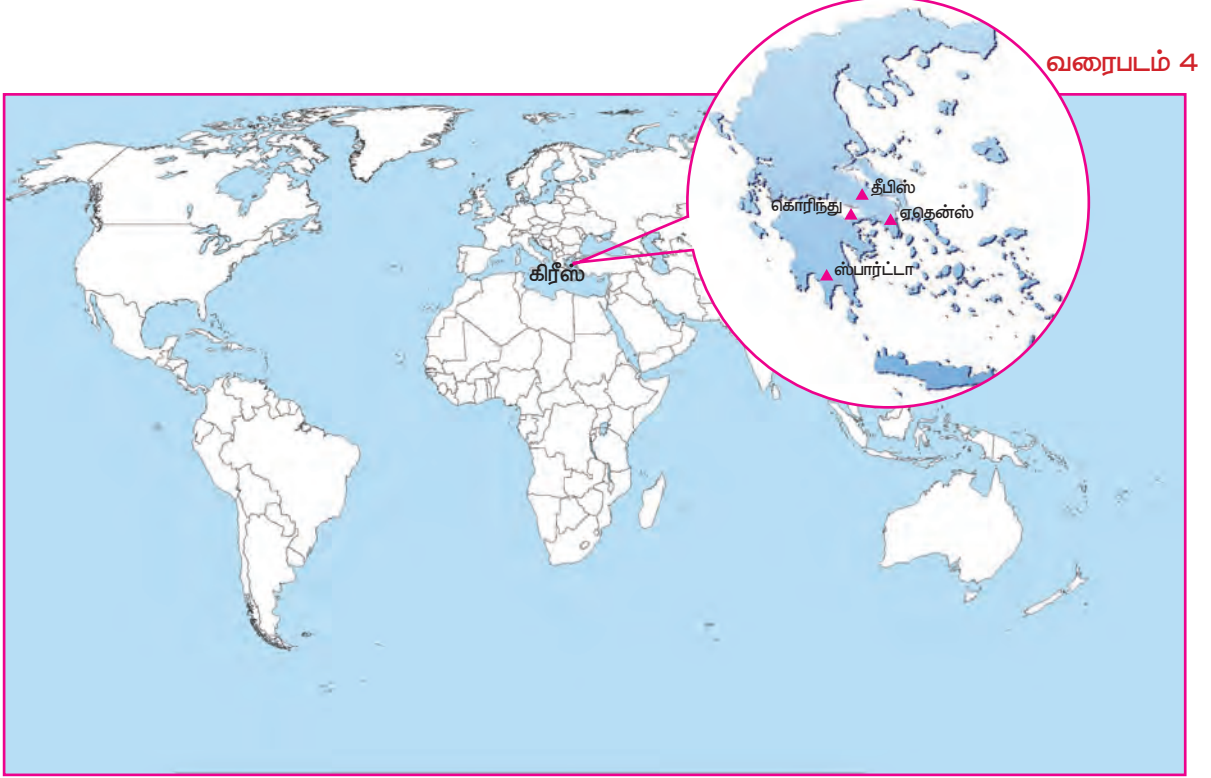 வரைபடம் 4
தீபிஸ்
கொரிந்து
ஏதென்ஸ்
கிரீஸ்
ஸ்பார்ட்டா